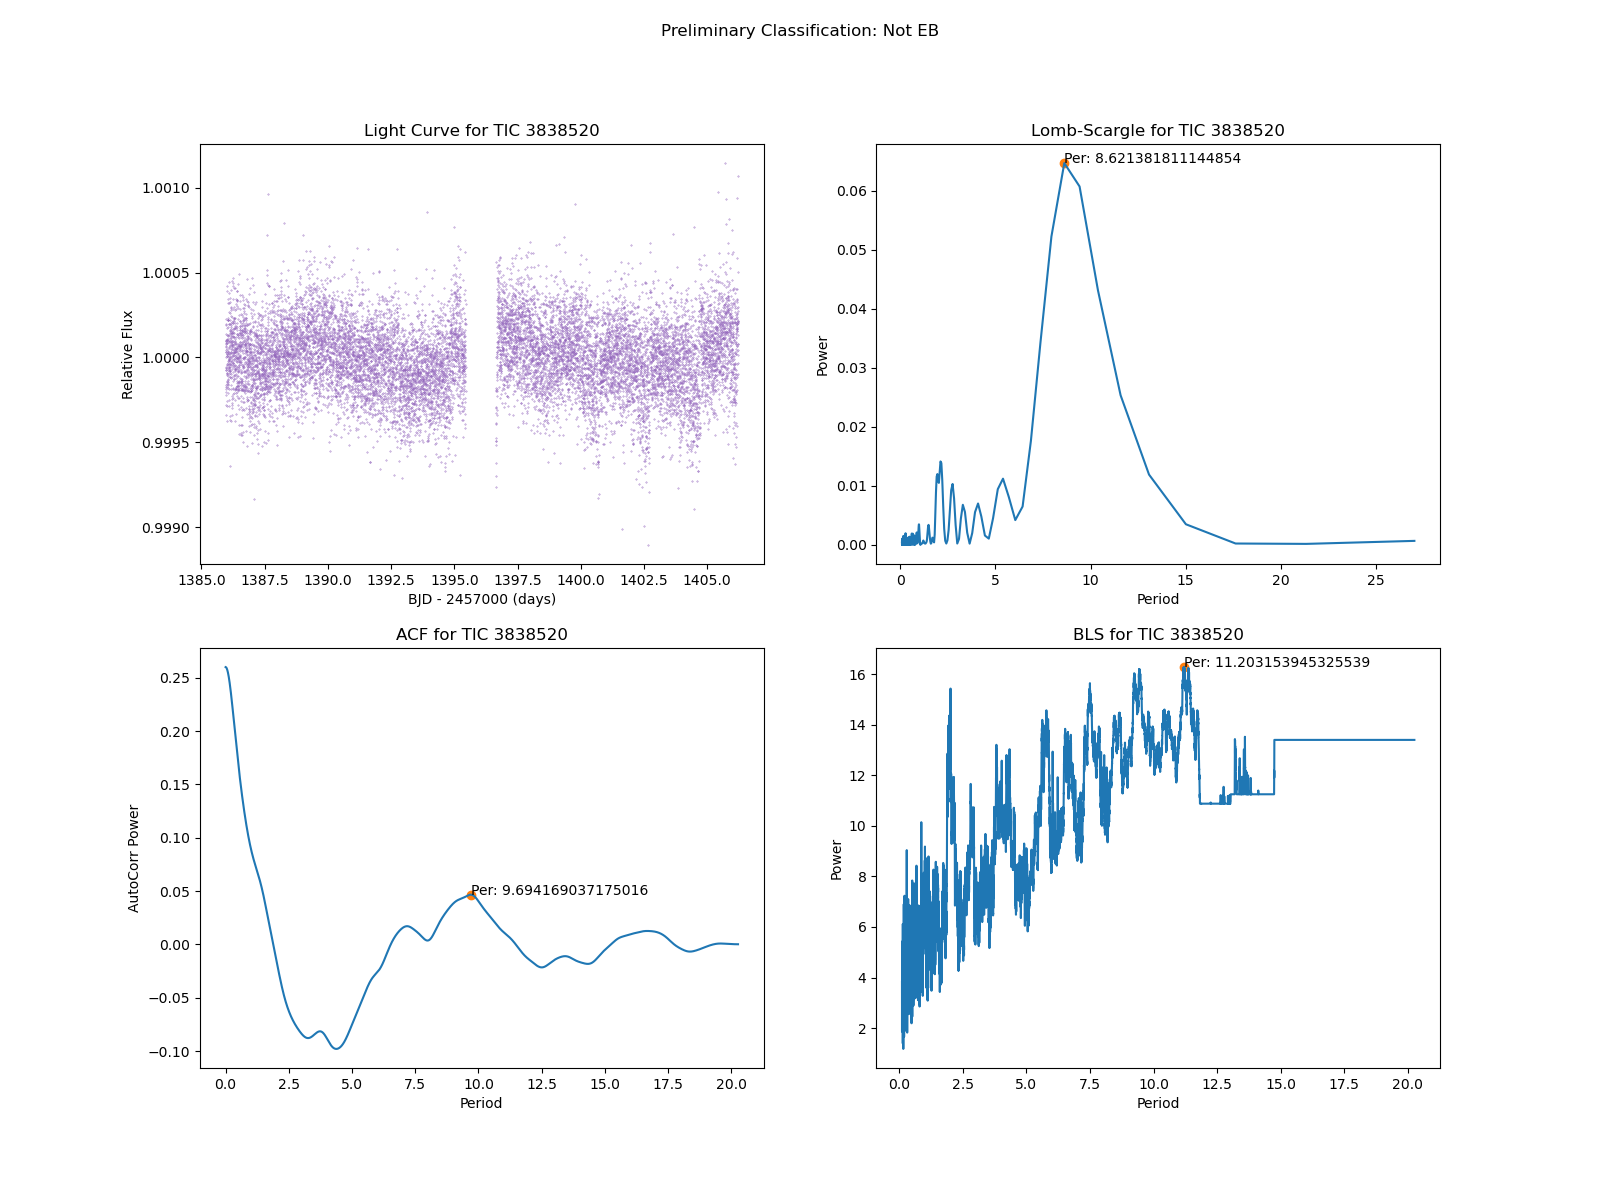 Preliminary Classification: Not EB
Light Curve for TIC 3838520
Relative Flux
1.0010
1.0005
1.0000
0.9995
0.9990
1385.0 1387.5 1390.0 1392.5 1395.0 1397.5 1400.0 1402.5 1405.0
BJD - 2457000 (days)
Lomb-Scargle for TIC 3838520
Per: 8.621381811144854
Power
0.06
0.05
0.04
0.03
0.02
0.01
0.00
0 5 10 15 20 25
Period
ACF for TIC 3838520
Per: 9.694169037175016
AutoCorr Power
0.25
0.20
0.15
0.10
0.05
0.00
−0.05
−0.10
0.0 2.5 5.0 7.5 10.0 12.5 15.0 17.5 20.0
Period
BLS for TIC 3838520
Per: 11.203153945325539
Power
16
14
12
10
8
6
4
2
0.0 2.5 5.0 7.5 10.0 12.5 15.0 17.5 20.0
Period